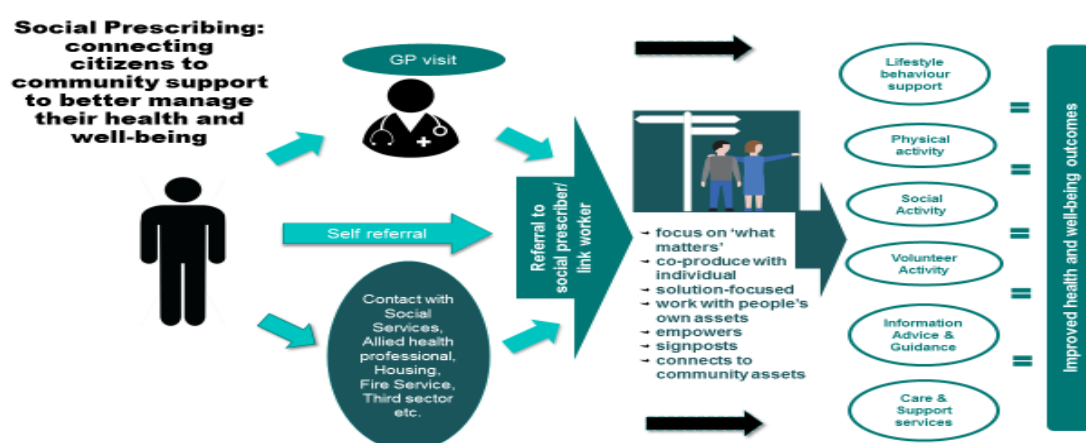 Social Prescribing:
connecting
citizens to
community support
to better manage
their health and
well-being
GP visit
Self referral
Contact with
Social
Services,
Allied health
professional,
Housing,
Fire Service,
Third sector
etc.
Referral to
social prescriber/
link worker
→ focus on ‘what
matters’
→ co-produce with
individual
→ solution-focused
→ work with people's
own assets
→ empowers
→ signposts
→ connects to
community assets
Lifestyle
behaviour
support
=
Physical
activity
=
Social
Activity
=
Volunteer
Activity
=
Information
Advice &
Guidance
=
Care &
Support
services
Improved health and well-being outcomes